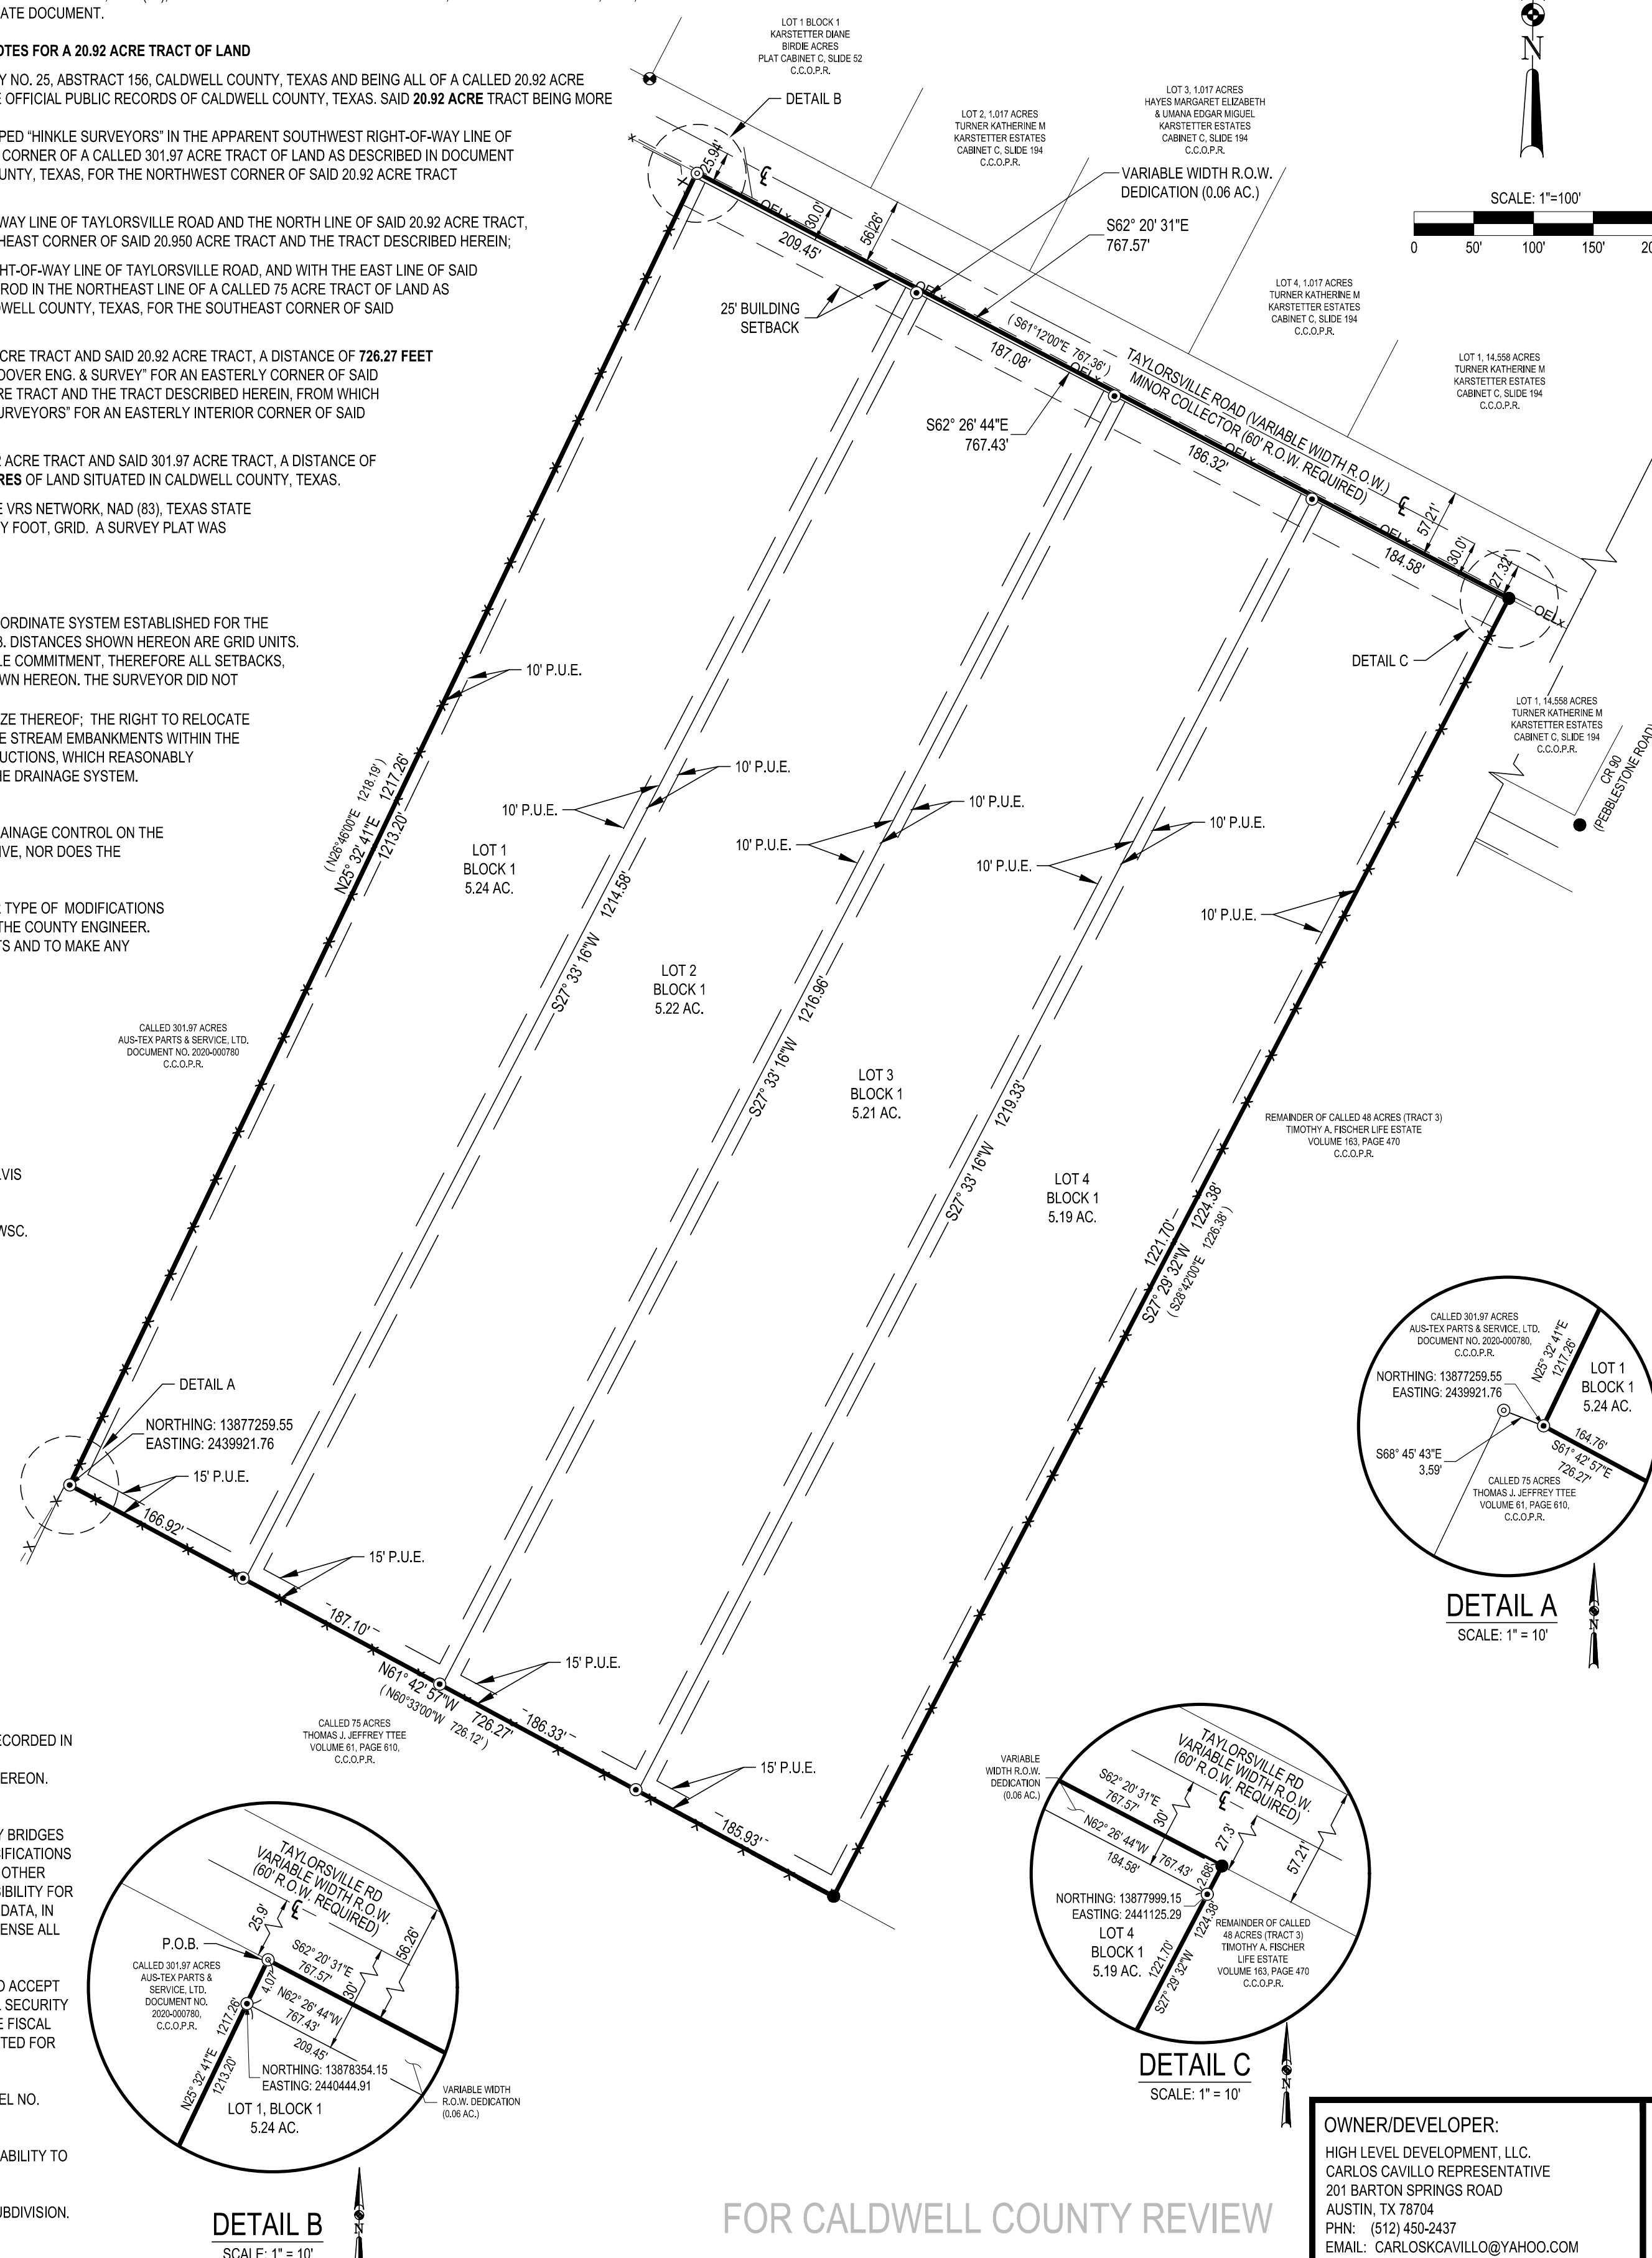 ATE DOCUMENT.
OTES FOR A 20.92 ACRE TRACT OF LAND
Y NO. 25, ABSTRACT 156, CALDWELL COUNTY, TEXAS AND BEING ALL OF A CALLED 20.92 ACRE
E OFFICIAL PUBLIC RECORDS OF CALDWELL COUNTY, TEXAS. SAID 20.92 ACRE TRACT BEING MORE
PED “HINKLE SURVEYORS” IN THE APPARENT SOUTHWEST RIGHT-OF-WAY LINE OF
CORNER OF A CALLED 301.97 ACRE TRACT OF LAND AS DESCRIBED IN DOCUMENT
UNTY, TEXAS, FOR THE NORTHWEST CORNER OF SAID 20.92 ACRE TRACT
WAY LINE OF TAYLORSVILLE ROAD AND THE NORTH LINE OF SAID 20.92 ACRE TRACT,
HEAST CORNER OF SAID 20.950 ACRE TRACT AND THE TRACT DESCRIBED HEREIN;
HT-OF-WAY LINE OF TAYLORSVILLE ROAD, AND WITH THE EAST LINE OF SAID
ROD IN THE NORTHEAST LINE OF A CALLED 75 ACRE TRACT OF LAND AS
DWELL COUNTY, TEXAS, FOR THE SOUTHEAST CORNER OF SAID
CRE TRACT AND SAID 20.92 ACRE TRACT, A DISTANCE OF 726.27 FEET
DOVER ENG. & SURVEY” FOR AN EASTERLY CORNER OF SAID
RE TRACT AND THE TRACT DESCRIBED HEREIN, FROM WHICH
URVEYORS” FOR AN EASTERLY INTERIOR CORNER OF SAID
2 ACRE TRACT AND SAID 301.97 ACRE TRACT, A DISTANCE OF
RES OF LAND SITUATED IN CALDWELL COUNTY, TEXAS.
E VRS NETWORK, NAD (83), TEXAS STATE
Y FOOT, GRID. A SURVEY PLAT WAS
ORDINATE SYSTEM ESTABLISHED FOR THE
3. DISTANCES SHOWN HEREON ARE GRID UNITS.
LE COMMITMENT, THEREFORE ALL SETBACKS,
WN HEREON. THE SURVEYOR DID NOT
ZE THEREOF; THE RIGHT TO RELOCATE
E STREAM EMBANKMENTS WITHIN THE
UCTIONS, WHICH REASONABLY
HE DRAINAGE SYSTEM.
AINAGE CONTROL ON THE
IVE, NOR DOES THE
R TYPE OF MODIFICATIONS
THE COUNTY ENGINEER.
TS AND TO MAKE ANY
VIS
WSC.
ECORDED IN
EREON.
Y BRIDGES
CIFICATIONS
OTHER
SIBILITY FOR
DATA, IN
ENSE ALL
O ACCEPT
L SECURITY
E FISCAL
TED FOR
EL NO.
ABILITY TO
UBDIVISION.
LOT 1 BLOCK 1
KARSTETTER DIANE
BIRDIE ACRES
PLAT CABINET C, SLIDE 52
C.C.O.P.R.
DETAIL B
LOT 2, 1.017 ACRES
TURNER KATHERINE M
KARSTETTER ESTATES
CABINET C, SLIDE 194
C.C.O.P.R.
LOT 3, 1.017 ACRES
HAYES MARGARET ELIZABETH
& UMANA EDGAR MIGUEL
KARSTETTER ESTATES
CABINET C, SLIDE 194
C.C.O.P.R.
N
SCALE: 1"=100'
0 50' 100' 150' 20
VARIABLE WIDTH R.O.W.
DEDICATION (0.06 AC.)
S62° 20' 31"E
767.57'
LOT 4, 1.017 ACRES
TURNER KATHERINE M
KARSTETTER ESTATES
CABINET C, SLIDE 194
C.C.O.P.R.
LOT 1, 14.558 ACRES
TURNER KATHERINE M
KARSTETTER ESTATES
CABINET C, SLIDE 194
C.C.O.P.R.
25.94'
OELx
30.0'
56.26'
209.45'
OELx
25' BUILDING
SETBACK
( S61°12'00"E 767.36' )
187.08'
OELx
S62° 26' 44"E
767.43'
TAYLORSVILLE ROAD (VARIABLE WIDTH R.O.W.)
MINOR COLLECTOR (60' R.O.W. REQUIRED)
OELx
186.32'
57.21'
30.0'
27.32'
OELx
184.58'
OELx
DETAIL C
LOT 1, 14.558 ACRES
TURNER KATHERINE M
KARSTETTER ESTATES
CABINET C, SLIDE 194
C.C.O.P.R.
CR 80
(PEBBLESTONE ROAD)
10' P.U.E.
10' P.U.E.
10' P.U.E.
10' P.U.E.
10' P.U.E.
10' P.U.E.
10' P.U.E.
10' P.U.E.
( N26°46'00"E 1218.19' )
N25° 32' 41"E 1217.26'
1213.20'
LOT 1
BLOCK 1
5.24 AC.
S27° 33' 16"W 1214.58'
LOT 2
BLOCK 1
5.22 AC.
S27° 33' 16"W 1216.96'
LOT 3
BLOCK 1
5.21 AC.
S27° 33' 16"W 1219.33'
LOT 4
BLOCK 1
5.19 AC.
1221.70'
S27° 29' 32"W 1224.38'
( S28°42'00"E 1226.38' )
CALLED 301.97 ACRES
AUS-TEX PARTS & SERVICE, LTD.
DOCUMENT NO. 2020-000780
C.C.O.P.R.
REMAINDER OF CALLED 48 ACRES (TRACT 3)
TIMOTHY A. FISCHER LIFE ESTATE
VOLUME 163, PAGE 470
C.C.O.P.R.
DETAIL A
NORTHING: 13877259.55
EASTING: 2439921.76
15' P.U.E.
166.92'
15' P.U.E.
187.10'
15' P.U.E.
N61° 42' 57"W 726.27'
( N60°33'00"W 726.12' )
186.33'
15' P.U.E.
185.93'
CALLED 75 ACRES
THOMAS J. JEFFREY TTEE
VOLUME 61, PAGE 610,
C.C.O.P.R.
CALLED 301.97 ACRES
AUS-TEX PARTS & SERVICE, LTD.
DOCUMENT NO. 2020-000780,
C.C.O.P.R.
N25° 32' 41"E
1217.26'
NORTHING: 13877259.55
EASTING: 2439921.76
LOT 1
BLOCK 1
5.24 AC.
S68° 45' 43"E
3.59'
164.76'
S61° 42' 57"E
726.27'
CALLED 75 ACRES
THOMAS J. JEFFREY TTEE
VOLUME 61, PAGE 610,
C.C.O.P.R.
DETAIL A
SCALE: 1" = 10'
N
TAYLORSVILLE RD
VARIABLE WIDTH R.O.W.
(60' R.O.W. REQUIRED)
25.9'
P.O.B.
S62° 20' 31"E
767.57'
56.26'
30'
CALLED 301.97 ACRES
AUS-TEX PARTS &
SERVICE, LTD.
DOCUMENT NO.
2020-000780,
C.C.O.P.R.
4.07'
N62° 26' 44"W
767.43'
209.45'
N25° 32' 41"E 1217.26'
1213.20'
NORTHING: 13878354.15
EASTING: 2440444.91
LOT 1, BLOCK 1
5.24 AC.
VARIABLE WIDTH
R.O.W. DEDICATION
(0.06 AC.)
DETAIL B
SCALE: 1" = 10'
N
TAYLORSVILLE RD
VARIABLE WIDTH R.O.W.
(60' R.O.W. REQUIRED)
VARIABLE
WIDTH R.O.W.
DEDICATION
(0.06 AC.)
S62° 20' 31"E
767.57'
30'
N62° 26' 44"W 767.43'
184.58'
27.3'
57.21'
2.68'
NORTHING: 13877999.15
EASTING: 2441125.29
LOT 4
BLOCK 1
5.19 AC.
1221.70'
S27° 29' 32"W 1224.38'
REMAINDER OF CALLED
48 ACRES (TRACT 3)
TIMOTHY A. FISCHER
LIFE ESTATE
VOLUME 163, PAGE 470
C.C.O.P.R.
DETAIL C
SCALE: 1" = 10'
N
FOR CALDWELL COUNTY REVIEW
OWNER/DEVELOPER:
HIGH LEVEL DEVELOPMENT, LLC.
CARLOS CAVILLO REPRESENTATIVE
201 BARTON SPRINGS ROAD
AUSTIN, TX 78704
PHN: (512) 450-2437
EMAIL: CARLOSKCAVILLO@YAHOO.COM